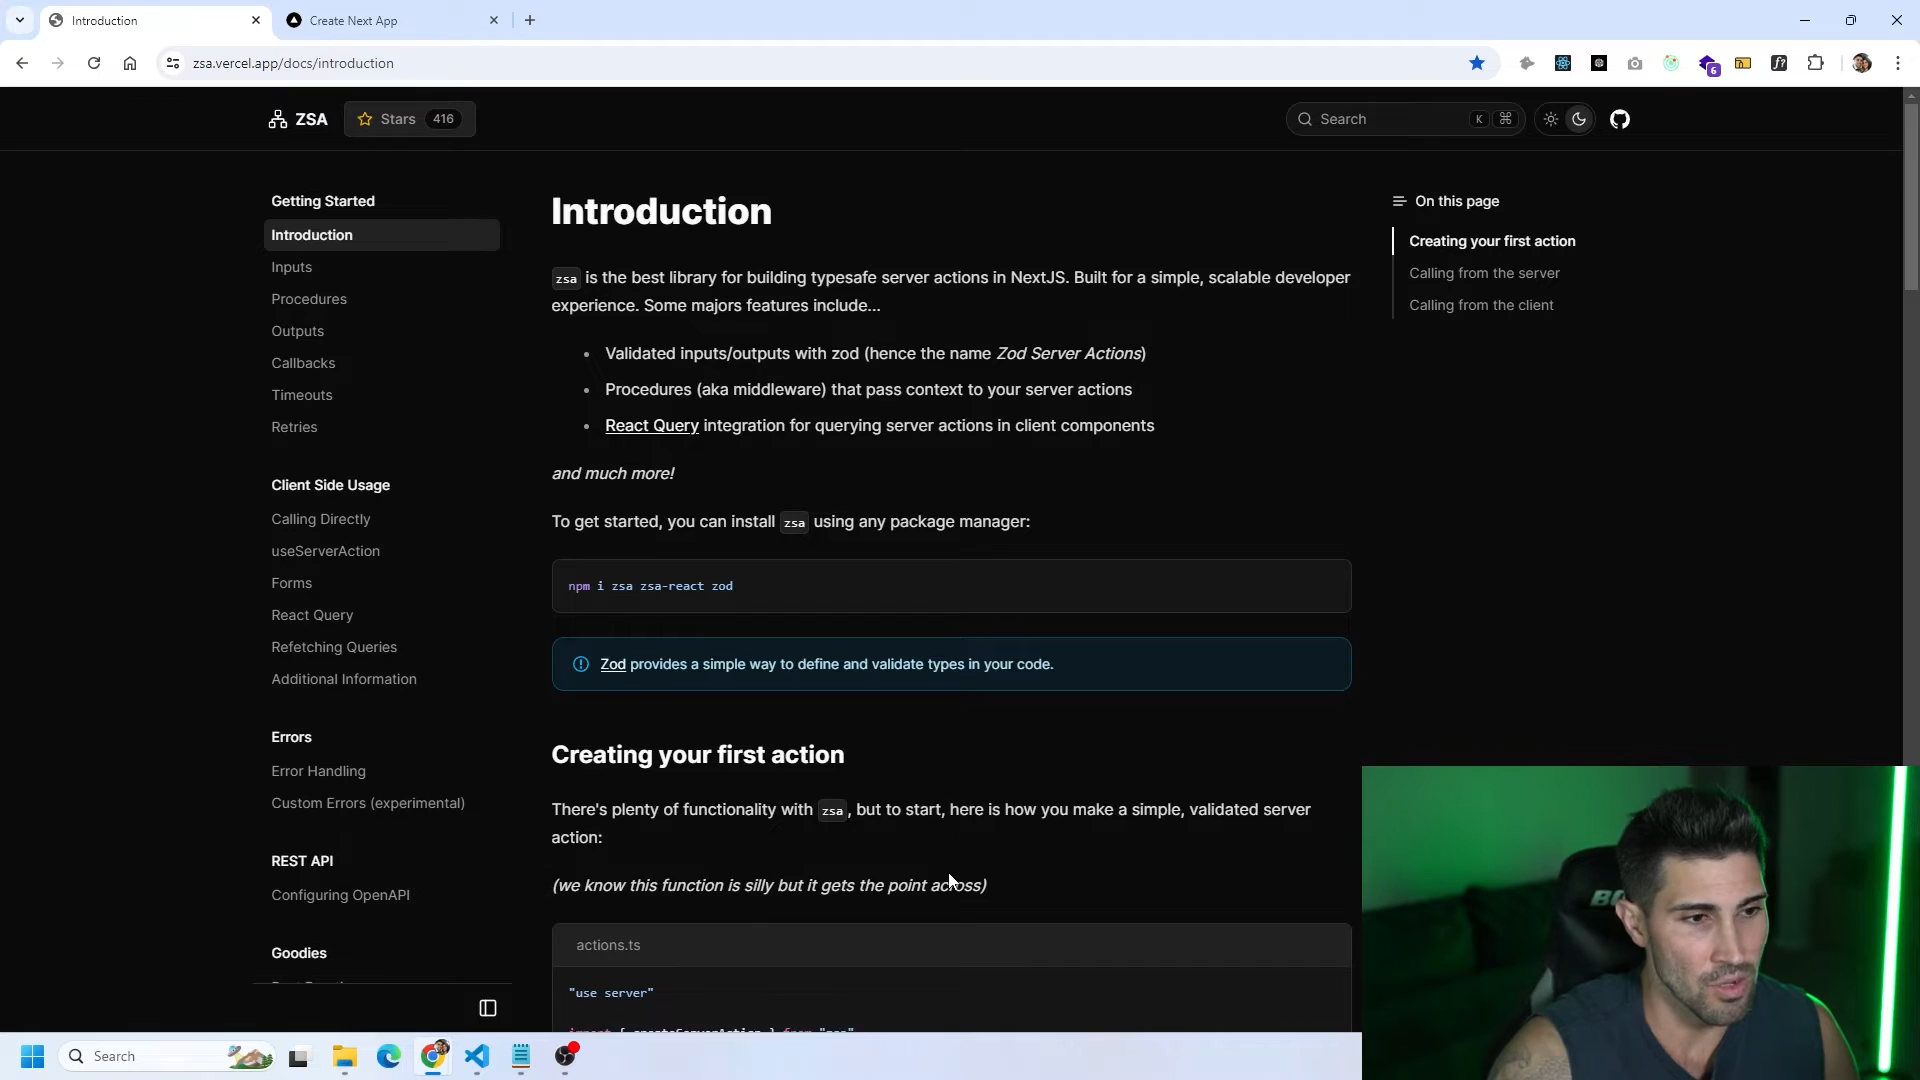 Introduction
Create Next App
zsa.vercel.app/docs/introduction
6
ZSA
Stars 416
Search K ⌘
Getting Started
Introduction
Inputs
Procedures
Outputs
Callbacks
Timeouts
Retries
Client Side Usage
Calling Directly
useServerAction
Forms
React Query
Refetching Queries
Additional Information
Errors
Error Handling
Custom Errors (experimental)
REST API
Configuring OpenAPI
Goodies
Introduction
zsa is the best library for building typesafe server actions in NextJS. Built for a simple, scalable developer
experience. Some majors features include...
• Validated inputs/outputs with zod (hence the name Zod Server Actions)
• Procedures (aka middleware) that pass context to your server actions
• React Query integration for querying server actions in client components
and much more!
To get started, you can install zsa using any package manager:
npm i zsa zsa-react zod
Zod provides a simple way to define and validate types in your code.
Creating your first action
There's plenty of functionality with zsa, but to start, here is how you make a simple, validated server
action:
(we know this function is silly but it gets the point across)
actions.ts
"use server"
import { createServerAction } from "zsa"
On this page
Creating your first action
Calling from the server
Calling from the client
Search